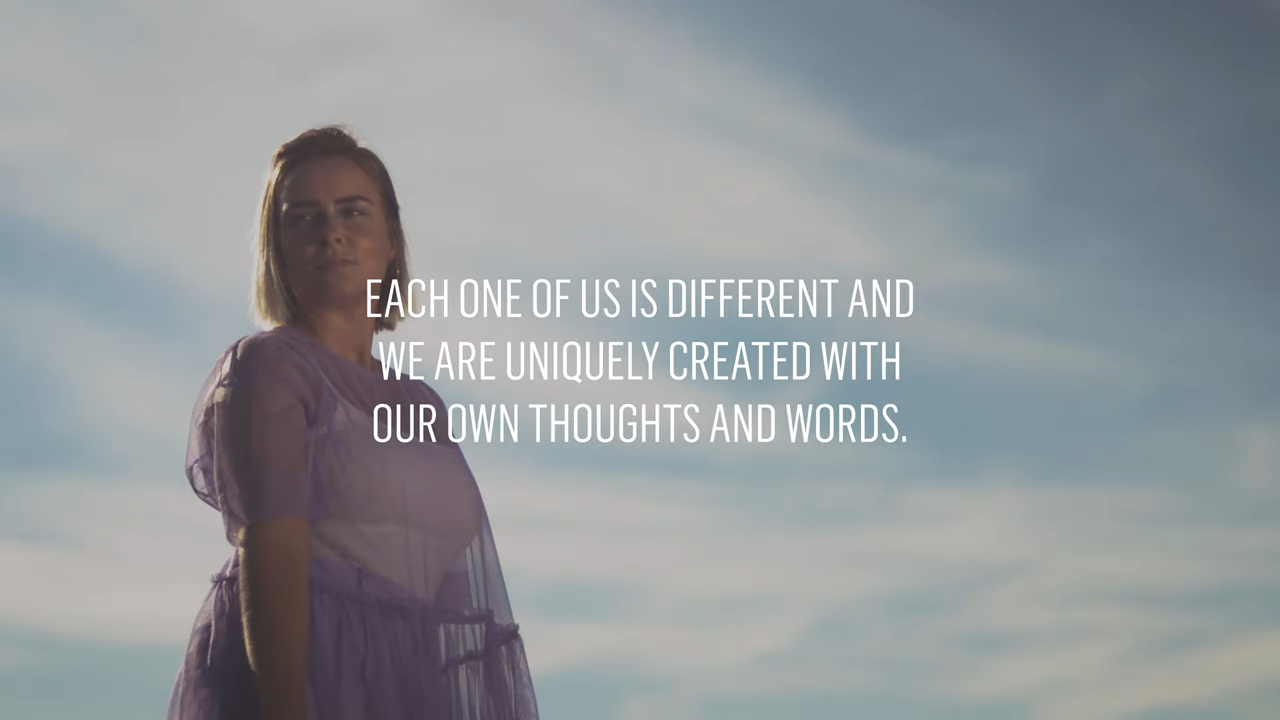 EACH ONE OF US IS DIFFERENT AND
WE ARE UNIQUELY CREATED WITH
OUR OWN THOUGHTS AND WORDS.